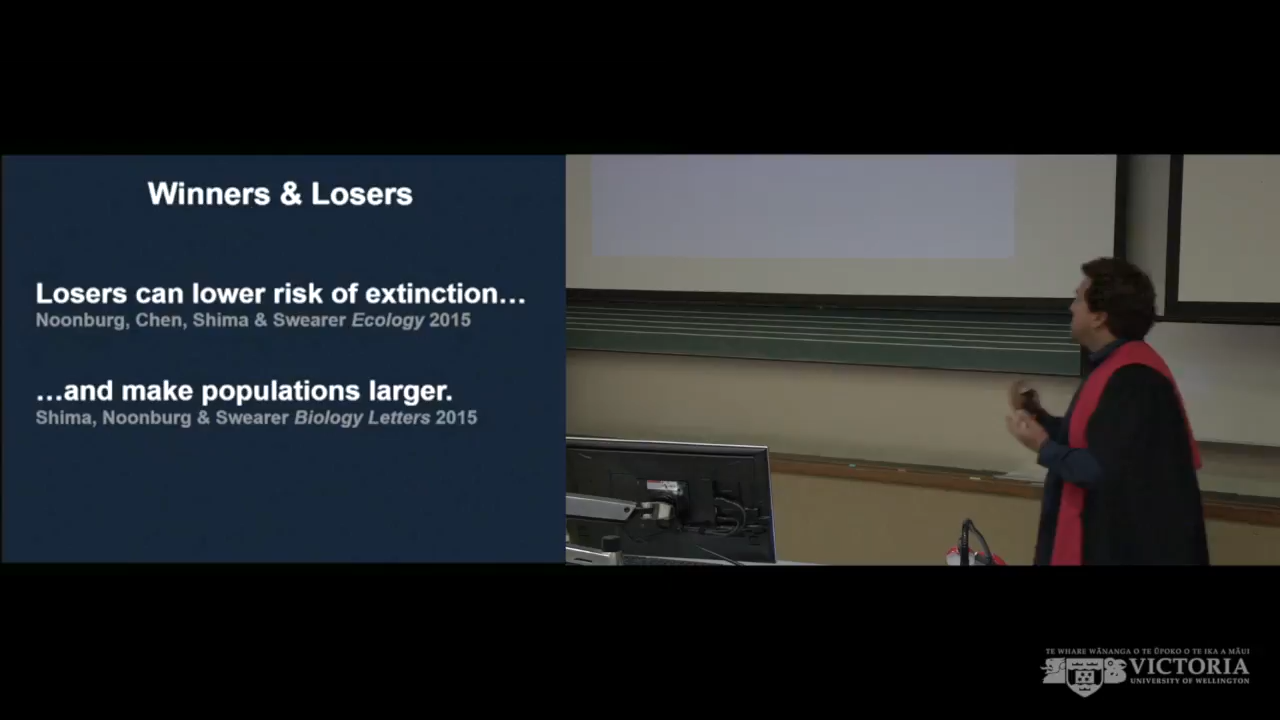 Winners & Losers
Losers can lower risk of extinction…
Noonburg, Chen, Shima & Swearer Ecology 2015
…and make populations larger.
Shima, Noonburg & Swearer Biology Letters 2015
TE WHARE WĀNANGA O TE ŪPOKO O TE IKA A MĀUI
VICTORIA
UNIVERSITY OF WELLINGTON